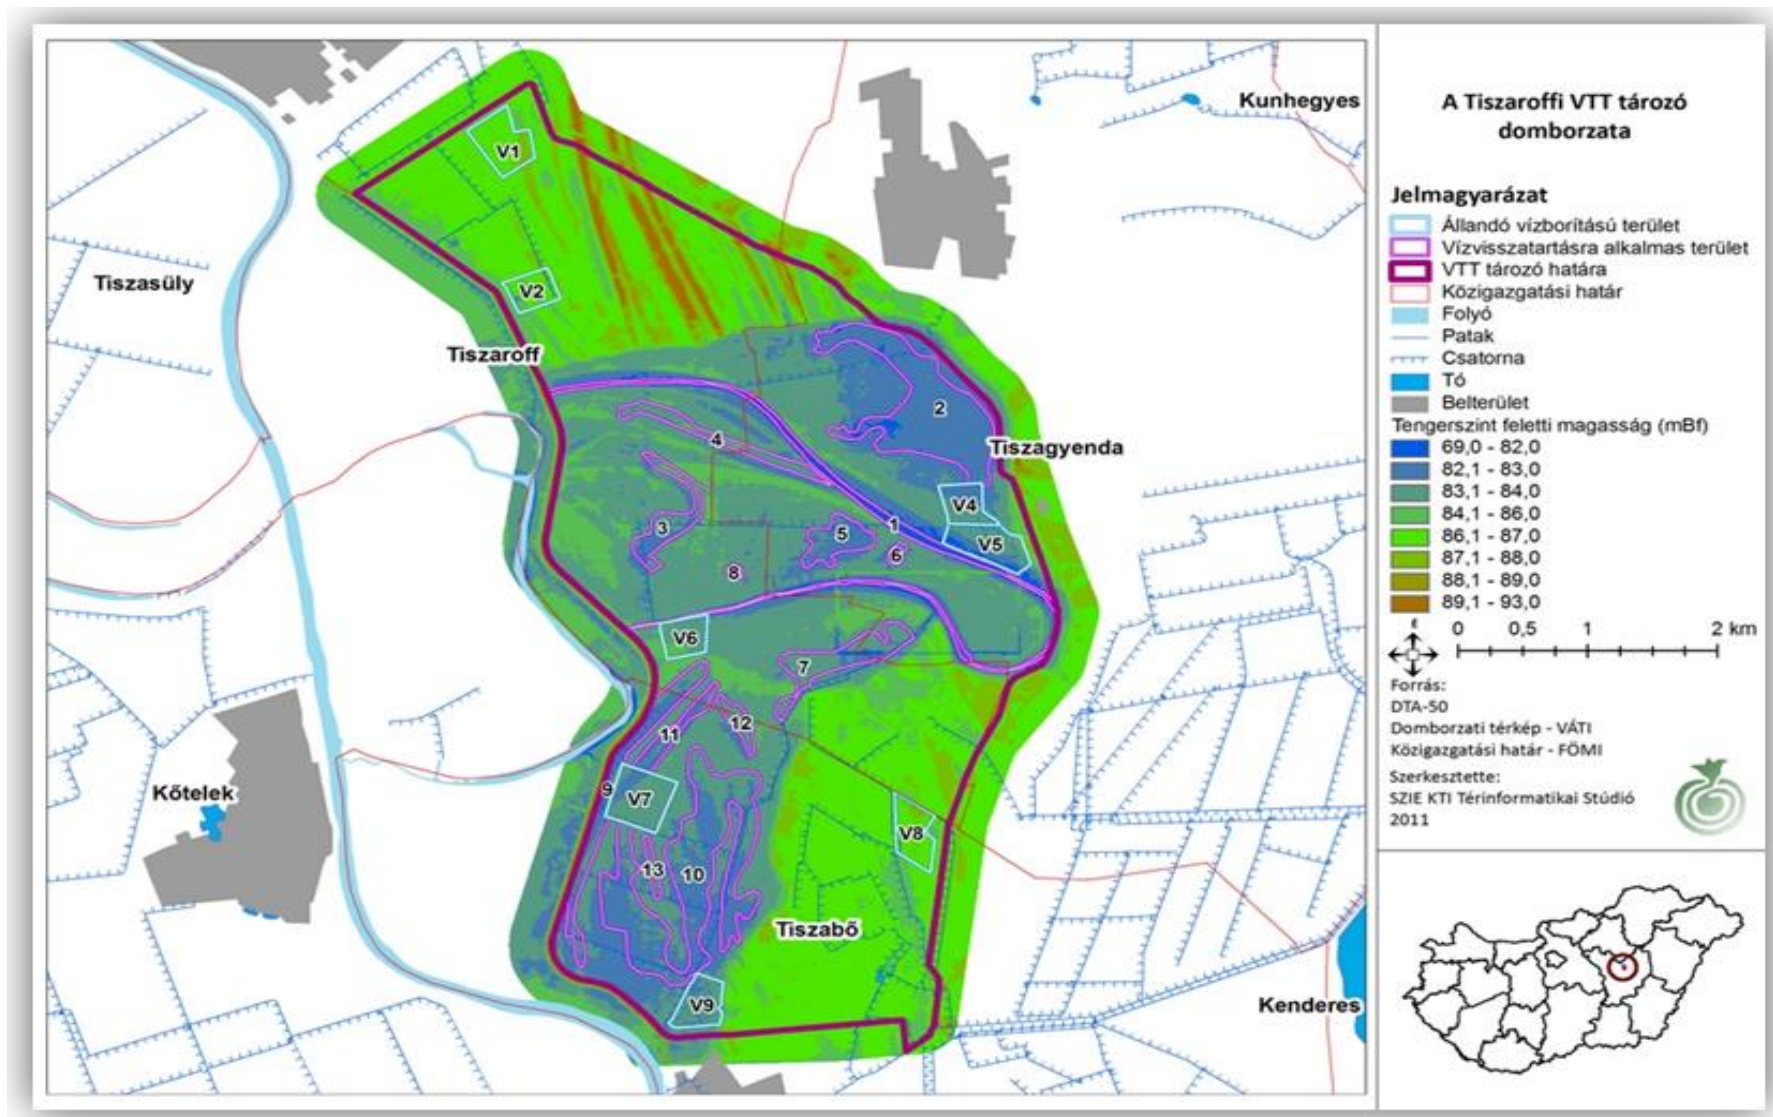 Kunhegyes
V1
Tiszasüly
V2
Tiszaroff
2
4
Tiszagyenda
V4
3
5
1
V5
6
8
V6
7
12
11
Kőtelek
9
V7
V8
13
10
Tiszabő
V9
Kenderes
A Tiszaroffi VTT tározó
domborzata
Jelmagyarázat
Állandó vízborítású terület
Vízvisszatartásra alkalmas terület
VTT tározó határa
Közigazgatási határ
Folyó
Patak
Csatorna
Tó
Belterület
Tengerszint feletti magasság (mBf)
69,0 - 82,0
82,1 - 83,0
83,1 - 84,0
84,1 - 86,0
86,1 - 87,0
87,1 - 88,0
88,1 - 89,0
89,1 - 93,0
0 0,5 1 2 km
Forrás:
DTA-50
Domborzati térkép - VÁTI
Közigazgatási határ - FÖMI
Szerkesztette:
SZIE KTI Térinformatikai Stúdió
2011